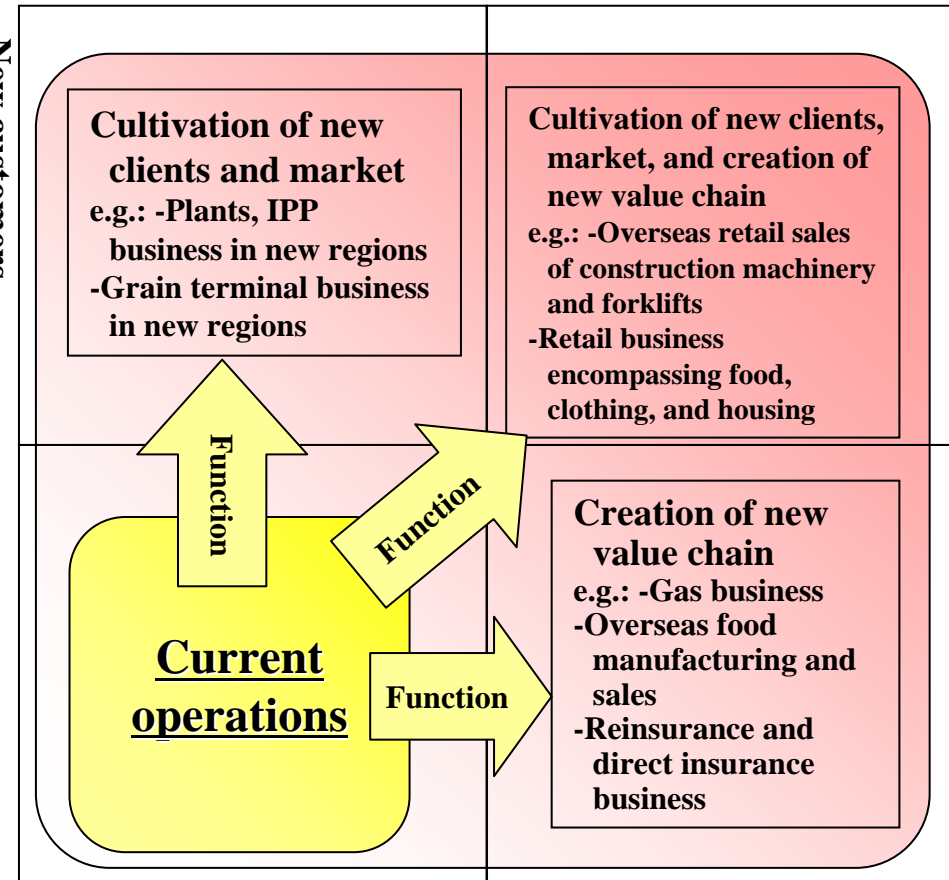 New customers
Cultivation of new
clients and market
e.g.: -Plants, IPP
business in new regions
-Grain terminal business
in new regions
Cultivation of new clients,
market, and creation of
new value chain
e.g.: -Overseas retail sales
of construction machinery
and forklifts
-Retail business
encompassing food,
clothing, and housing
Function
Function
Current
operations
Function
Creation of new
value chain
e.g.: -Gas business
-Overseas food
manufacturing and
sales
-Reinsurance and
direct insurance
business